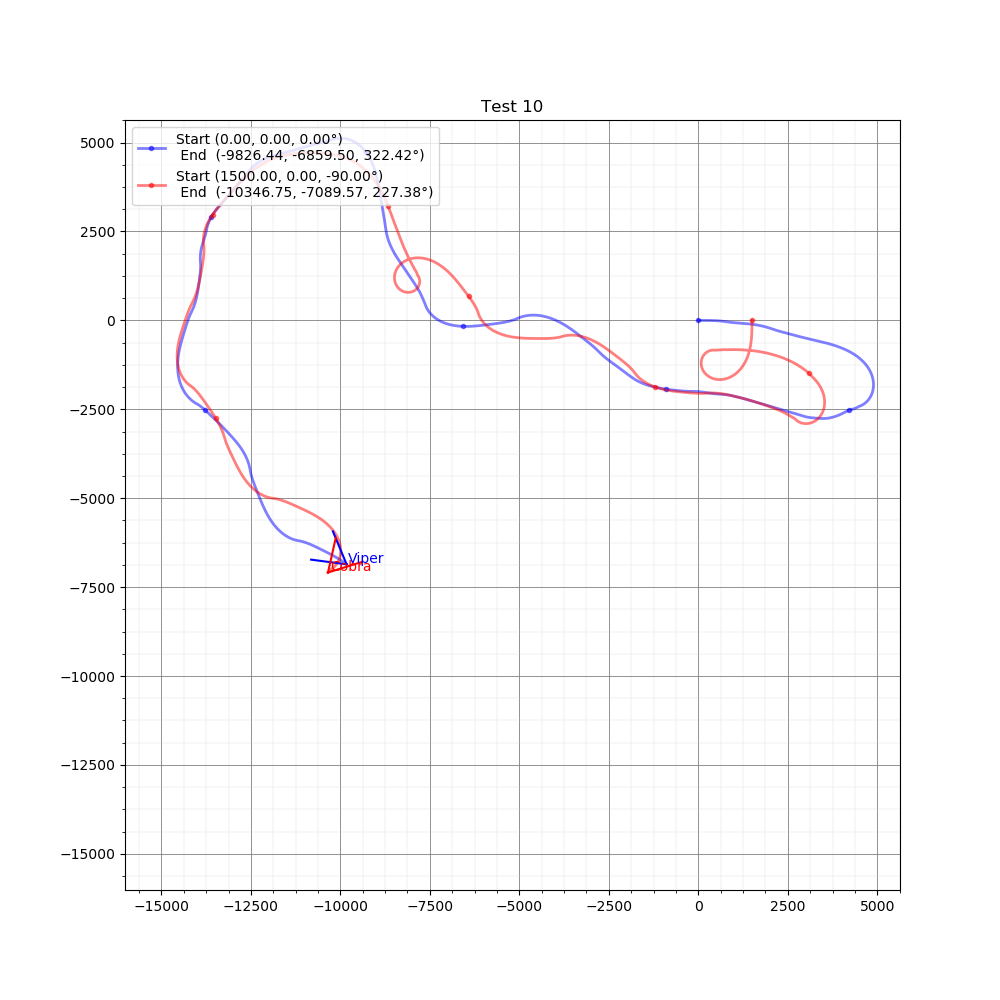 Test 10
Start (0.00, 0.00, 0.00°)
End (-9826.44, -6859.50, 322.42°)
Start (1500.00, 0.00, -90.00°)
End (-10346.75, -7089.57, 227.38°)
5000
2500
0
−2500
−5000
−7500
−10000
−12500
−15000
Viper
Cobra
−15000 −12500 −10000 −7500 −5000 −2500 0 2500 5000